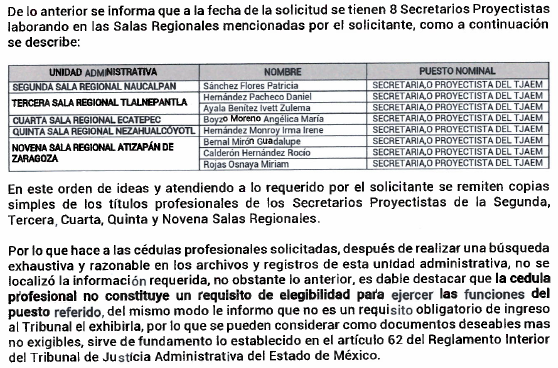 De lo anterior se informa que a la fecha de la solicitud se tienen 8 Secretarios Proyectistas
laborando en las Salas Regionales mencionadas por el solicitante, como a continuación
se describe:
UNIDAD ADMINISTRATIVA NOMBRE PUESTO NOMINAL
SEGUNDA SALA REGIONAL NAUCALPAN Sánchez Flores Patricia SECRETARIA,O PROYECTISTA DEL TJAEM
TERCERA SALA REGIONAL TLALNEPANTLA Hernández Pacheco Daniel SECRETARIA,O PROYECTISTA DEL TJAEM
Ayala Benítez Ivett Zulema SECRETARIA,O PROYECTISTA DEL TJAEM
CUARTA SALA REGIONAL ECATEPEC Boyzo Moreno Angélica María SECRETARIA,O PROYECTISTA DEL TJAEM
QUINTA SALA REGIONAL NEZAHUALCÓYOTL Hernández Monroy Irma Irene SECRETARIA,O PROYECTISTA DEL TJAEM
NOVENA SALA REGIONAL ATIZAPÁN DE ZARAGOZA Bernal Mirón Guadalupe SECRETARIA,O PROYECTISTA DEL TJAEM
Calderón Hernández Rocío SECRETARIA,O PROYECTISTA DEL TJAEM
Rojas Osnaya Miriam SECRETARIA,O PROYECTISTA DEL TJAEM
En este orden de ideas y atendiendo a lo requerido por el solicitante se remiten copias
simples de los títulos profesionales de los Secretarios Proyectistas de la Segunda,
Tercera, Cuarta, Quinta y Novena Salas Regionales.
Por lo que hace a las cédulas profesionales solicitadas, después de realizar una búsqueda
exhaustiva y razonable en los archivos y registros de esta unidad administrativa, no se
localizó la información requerida, no obstante lo anterior, es dable destacar que la cedula
profesional no constituye un requisito de elegibilidad para ejercer las funciones del
puesto referido, del mismo modo le informo que no es un requisito obligatorio de ingreso
al Tribunal el exhibirla, por lo que se pueden considerar como documentos deseables mas
no exigibles, sirve de fundamento lo establecido en el artículo 62 del Reglamento Interior
del Tribunal de Justicia Administrativa del Estado de México.